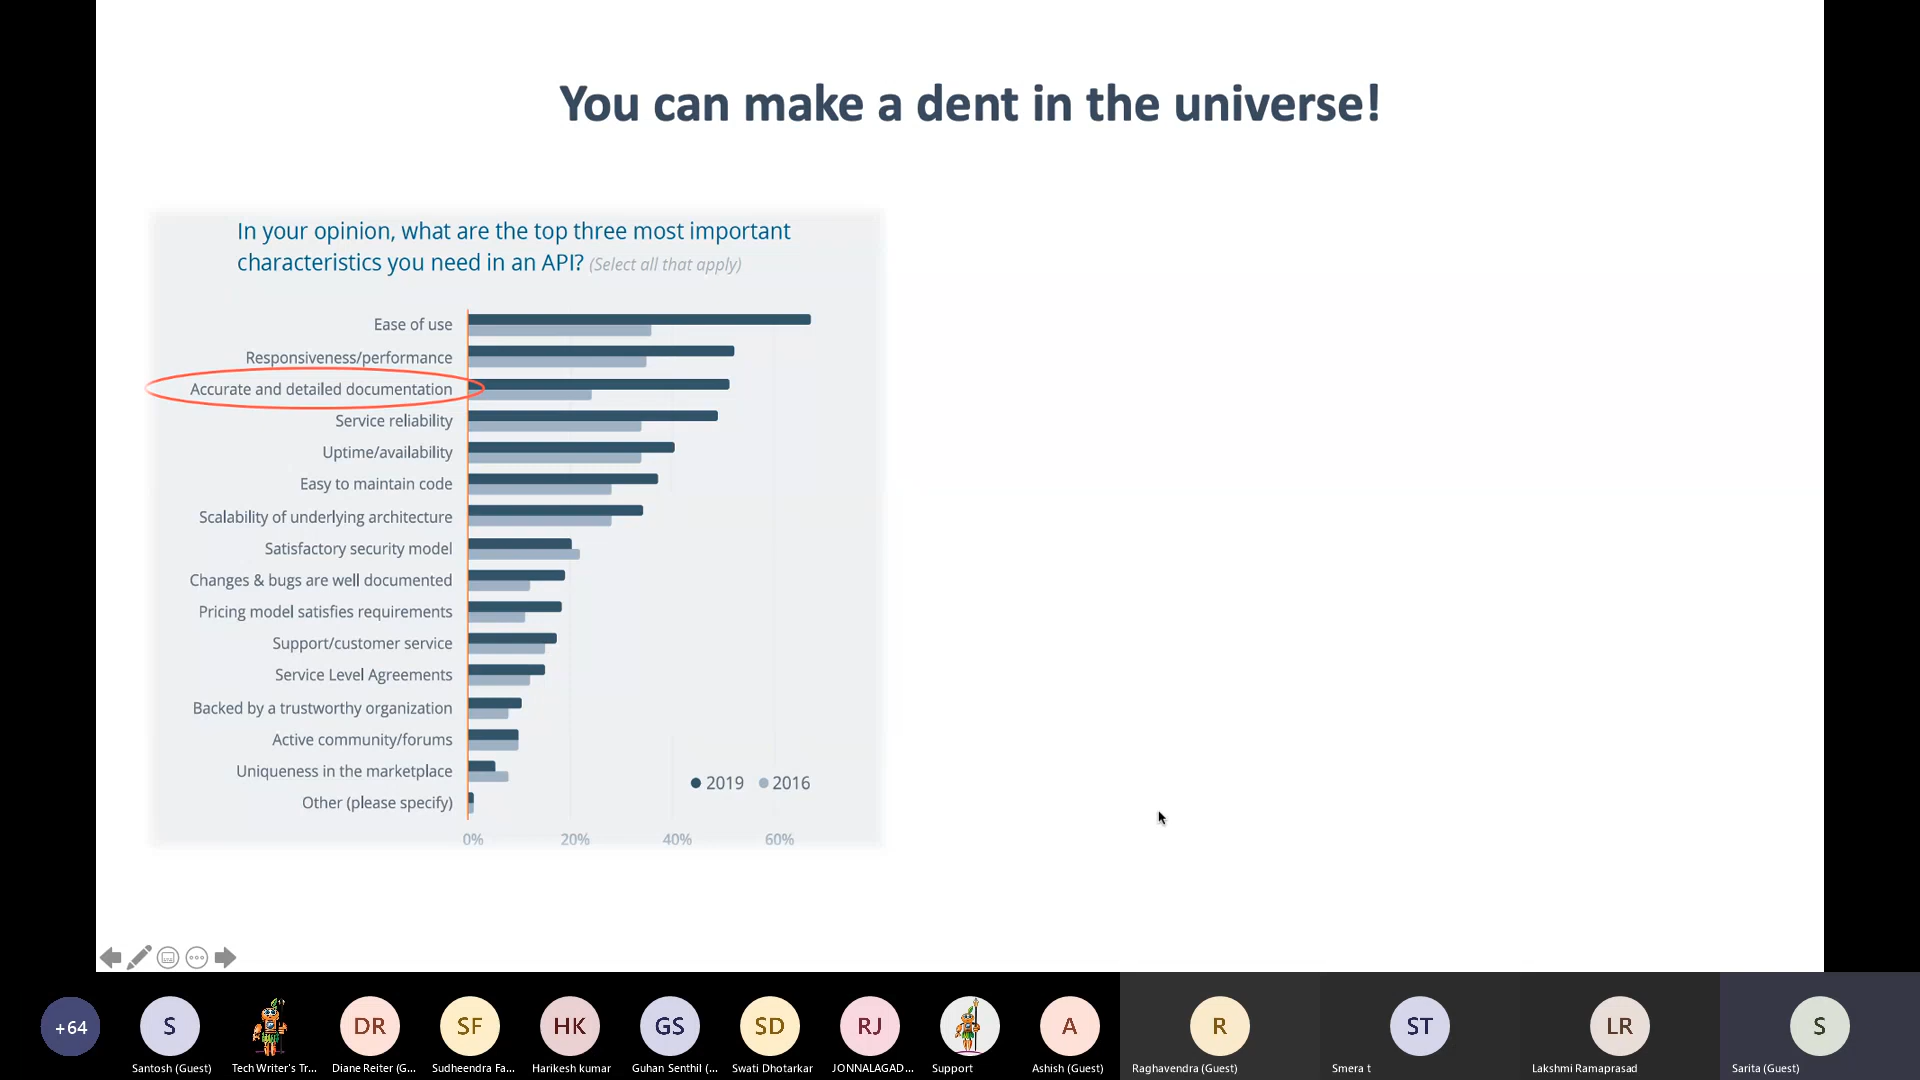 You can make a dent in the universe!
In your opinion, what are the top three most important
characteristics you need in an API? (Select all that apply)
Ease of use
Responsiveness/performance
Accurate and detailed documentation
Service reliability
Uptime/availability
Easy to maintain code
Scalability of underlying architecture
Satisfactory security model
Changes & bugs are well documented
Pricing model satisfies requirements
Support/customer service
Service Level Agreements
Backed by a trustworthy organization
Active community/forums
Uniqueness in the marketplace
Other (please specify)
2019 2016
0% 20% 40% 60%
+64 S DR SF HK GS SD RJ A R ST LR S
Santosh (Guest) Tech Writer's Tr... Diane Reiter (G... Sudheendra Fa... Harikesh kumar Guhan Senthil (... Swati Dhotarkar JONNALAGAD... Support Ashish (Guest) Raghavendra (Guest) Smera t Lakshmi Ramaprasad Sarita (Guest)